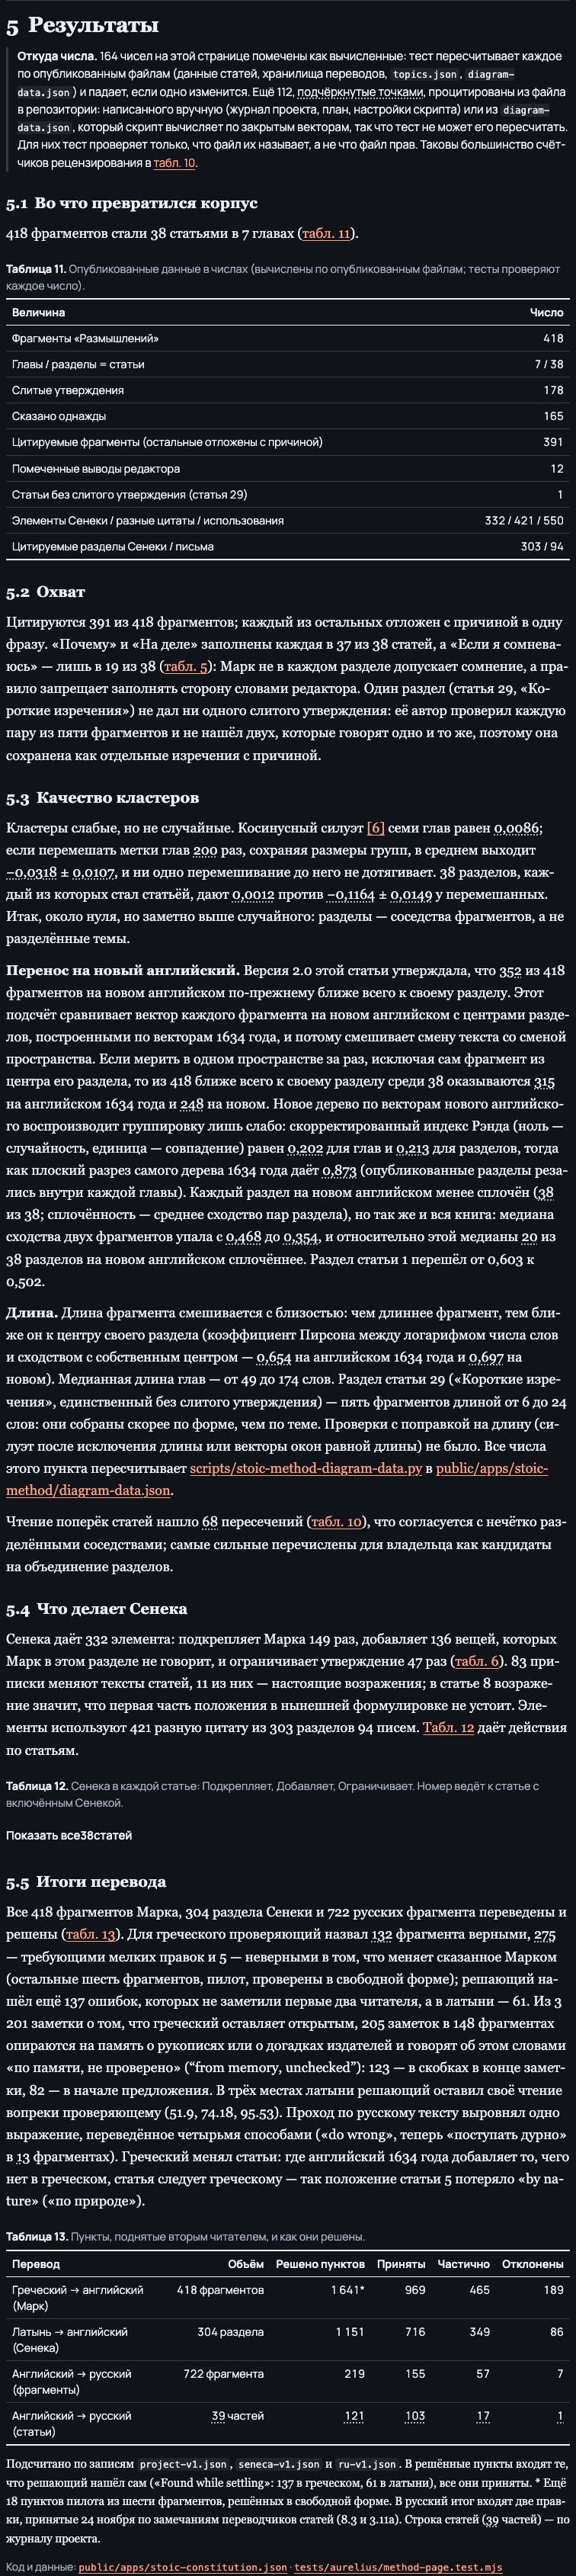 5 Результаты
Откуда числа. 164 чисел на этой странице помечены как вычисленные: тест пересчитывает каждое
по опубликованным файлам (данные статей, хранилища переводов, topics.json, diagram-
data.json) и падает, если одно изменится. Ещё 112, подчёркнутые точками, процитированы из файла
в репозитории: написанного вручную (журнал проекта, план, настройки скрипта) или из diagram-
data.json, который скрипт вычисляет по закрытым векторам, так что тест не может его пересчитать.
Для них тест проверяет только, что файл их называет, а не что файл прав. Таковы большинство счёт-
чиков рецензирования в табл. 10.
5.1 Во что превратился корпус
418 фрагментов стали 38 статьями в 7 главах (табл. 11).
Таблица 11. Опубликованные данные в числах (вычислены по опубликованным файлам; тесты проверяют
каждое число).
Величина Число
Фрагменты «Размышлений» 418
Главы / разделы = статьи 7 / 38
Слитые утверждения 178
Сказано однажды 165
Цитируемые фрагменты (остальные отложены с причиной) 391
Помеченные выводы редактора 12
Статьи без слитого утверждения (статья 29) 1
Элементы Сенеки / разные цитаты / использования 332 / 421 / 550
Цитируемые разделы Сенеки / письма 303 / 94
5.2 Охват
Цитируются 391 из 418 фрагментов; каждый из остальных отложен с причиной в одну
фразу. «Почему» и «На деле» заполнены каждая в 37 из 38 статей, а «Если я сомнева-
юсь» — лишь в 19 из 38 (табл. 5): Марк не в каждом разделе допускает сомнение, а пра-
вило запрещает заполнять сторону словами редактора. Один раздел (статья 29, «Ко-
роткие изречения») не дал ни одного слитого утверждения: её автор проверил каждую
пару из пяти фрагментов и не нашёл двух, которые говорят одно и то же, поэтому она
сохранена как отдельные изречения с причиной.
5.3 Качество кластеров
Кластеры слабые, но не случайные. Косинусный силуэт [6] семи глав равен 0,0086;
если перемешать метки глав 200 раз, сохраняя размеры групп, в среднем выходит
−0,0318 ± 0,0107, и ни одно перемешивание до него не дотягивает. 38 разделов, каж-
дый из которых стал статьёй, дают 0,0012 против −0,1164 ± 0,0149 у перемешанных.
Итак, около нуля, но заметно выше случайного: разделы — соседства фрагментов, а не
разделённые темы.
Перенос на новый английский. Версия 2.0 этой статьи утверждала, что 352 из 418
фрагментов на новом английском по-прежнему ближе всего к своему разделу. Этот
подсчёт сравнивает вектор каждого фрагмента на новом английском с центрами разде-
лов, построенными по векторам 1634 года, и потому смешивает смену текста со сменой
пространства. Если мерить в одном пространстве за раз, исключая сам фрагмент из
центра его раздела, то из 418 ближе всего к своему разделу среди 38 оказываются 315
на английском 1634 года и 248 на новом. Новое дерево по векторам нового английско-
го воспроизводит группировку лишь слабо: скорректированный индекс Рэнда (ноль —
случайность, единица — совпадение) равен 0,202 для глав и 0,213 для разделов, тогда
как плоский разрез самого дерева 1634 года даёт 0,873 (опубликованные разделы реза-
лись внутри каждой главы). Каждый раздел на новом английском менее сплочён (38
из 38; сплочённость — среднее сходство пар раздела), но так же и вся книга: медиана
сходства двух фрагментов упала с 0,468 до 0,354, и относительно этой медианы 20 из
38 разделов на новом английском сплочённее. Раздел статьи 1 перешёл от 0,603 к
0,502.
Длина. Длина фрагмента смешивается с близостью: чем длиннее фрагмент, тем бли-
же он к центру своего раздела (коэффициент Пирсона между логарифмом числа слов
и сходством с собственным центром — 0,654 на английском 1634 года и 0,697 на
новом). Медианная длина глав — от 49 до 174 слов. Раздел статьи 29 («Короткие изре-
чения», единственный без слитого утверждения) — пять фрагментов длиной от 6 до 24
слов: они собраны скорее по форме, чем по теме. Проверки с поправкой на длину (си-
луэт после исключения длины или векторы окон равной длины) не было. Все числа
этого пункта пересчитывает scripts/stoic-method-diagram-data.py в public/apps/stoic-
method/diagram-data.json.
Чтение поперёк статей нашло 68 пересечений (табл. 10), что согласуется с нечётко раз-
делёнными соседствами; самые сильные перечислены для владельца как кандидаты
на объединение разделов.
5.4 Что делает Сенека
Сенека даёт 332 элемента: подкрепляет Марка 149 раз, добавляет 136 вещей, которых
Марк в этом разделе не говорит, и ограничивает утверждение 47 раз (табл. 6). 83 при-
писки меняют тексты статей, 11 из них — настоящие возражения; в статье 8 возраже-
ние значит, что первая часть положения в нынешней формулировке не устоит. Эле-
менты используют 421 разную цитату из 303 разделов 94 писем. Табл. 12 даёт действия
по статьям.
Таблица 12. Сенека в каждой статье: Подкрепляет, Добавляет, Ограничивает. Номер ведёт к статье с
включённым Сенекой.
Показать все38статей
5.5 Итоги перевода
Все 418 фрагментов Марка, 304 раздела Сенеки и 722 русских фрагмента переведены и
решены (табл. 13). Для греческого проверяющий назвал 132 фрагмента верными, 275
— требующими мелких правок и 5 — неверными в том, что меняет сказанное Марком
(остальные шесть фрагментов, пилот, проверены в свободной форме); решающий на-
шёл ещё 137 ошибок, которых не заметили первые два читателя, а в латыни — 61. Из 3
201 заметки о том, что греческий оставляет открытым, 205 заметок в 148 фрагментах
опираются на память о рукописях или о догадках издателей и говорят об этом словами
«по памяти, не проверено» (“from memory, unchecked”): 123 — в скобках в конце замет-
ки, 82 — в начале предложения. В трёх местах латыни решающий оставил своё чтение
вопреки проверяющему (51.9, 74.18, 95.53). Проход по русскому тексту выровнял одно
выражение, переведённое четырьмя способами («do wrong», теперь «поступать дурно»
в 13 фрагментах). Греческий менял статьи: где английский 1634 года добавляет то, чего
нет в греческом, статья следует греческому — так положение статьи 5 потеряло «by na-
ture» («по природе»).
Таблица 13. Пункты, поднятые вторым читателем, и как они решены.
Перевод Объём Решено пунктов Приняты Частично Отклонены
Греческий → английский 418 фрагментов 1 641* 969 465 189
(Марк)
Латынь → английский 304 раздела 1 151 716 349 86
(Сенека)
Английский → русский 722 фрагмента 219 155 57 7
(фрагменты)
Английский → русский 39 частей 121 103 17 1
(статьи)
Подсчитано по записям project-v1.json, seneca-v1.json и ru-v1.json. В решённые пункты входят те,
что решающий нашёл сам («Found while settling»: 137 в греческом, 61 в латыни), все они приняты. * Ещё
18 пунктов пилота из шести фрагментов, решённых в свободной форме. В русский итог входят две прав-
ки, принятые 24 ноября по замечаниям переводчиков статей (8.3 и 3.11a). Строка статей (39 частей) — по
журналу проекта.
Код и данные: public/apps/stoic-constitution.json · tests/aurelius/method-page.test.mjs